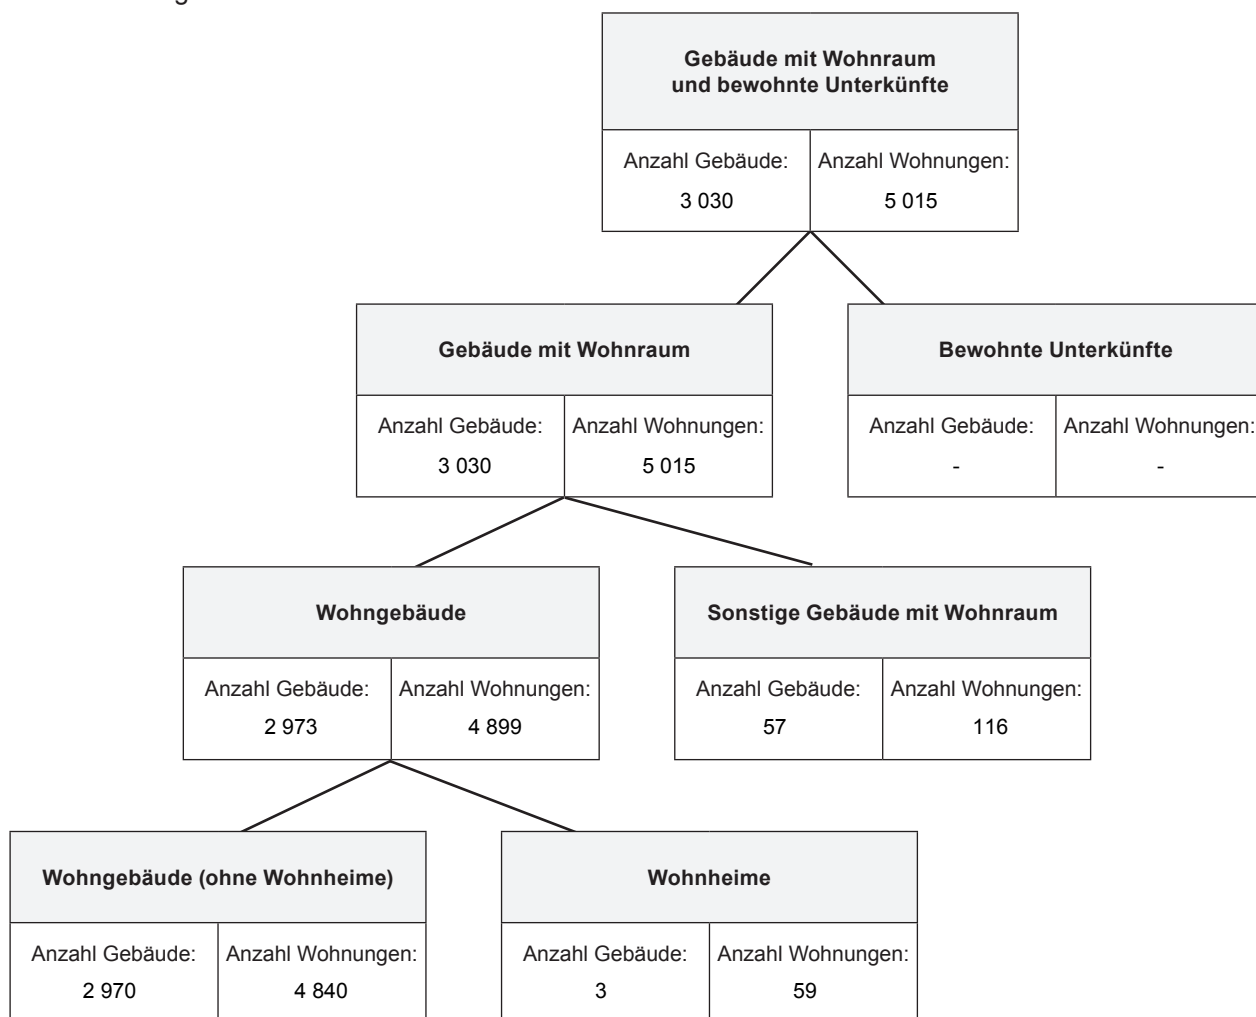 Gebäude mit Wohnraum
und bewohnte Unterkünfte
Anzahl Gebäude: Anzahl Wohnungen:
3 030 5 015
Gebäude mit Wohnraum
Anzahl Gebäude: Anzahl Wohnungen:
3 030 5 015
Bewohnte Unterkünfte
Anzahl Gebäude: Anzahl Wohnungen:
- -
Wohngebäude
Anzahl Gebäude: Anzahl Wohnungen:
2 973 4 899
Sonstige Gebäude mit Wohnraum
Anzahl Gebäude: Anzahl Wohnungen:
57 116
Wohngebäude (ohne Wohnheime)
Anzahl Gebäude: Anzahl Wohnungen:
2 970 4 840
Wohnheime
Anzahl Gebäude: Anzahl Wohnungen:
3 59